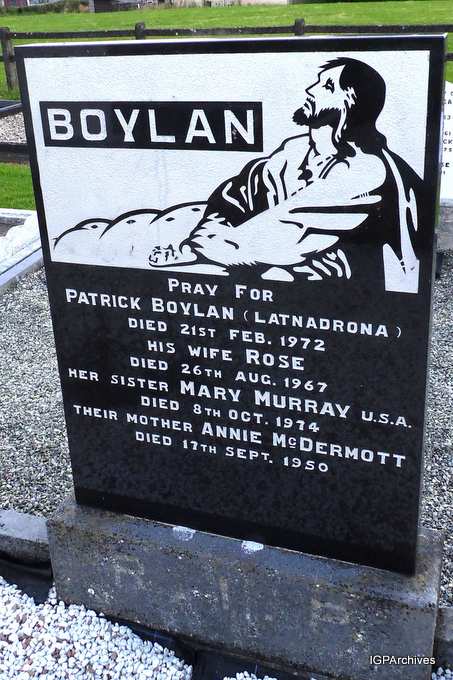 BOYLAN
PRAY FOR
PATRICK BOYLAN (LATNADRONA)
DIED 21ST FEB. 1972
HIS WIFE ROSE
DIED 26TH AUG. 1967
HER SISTER MARY MURRAY U.S.A.
DIED 8TH OCT. 1974
THEIR MOTHER ANNIE McDERMOTT
DIED 17TH SEPT. 1950
IGPArchives